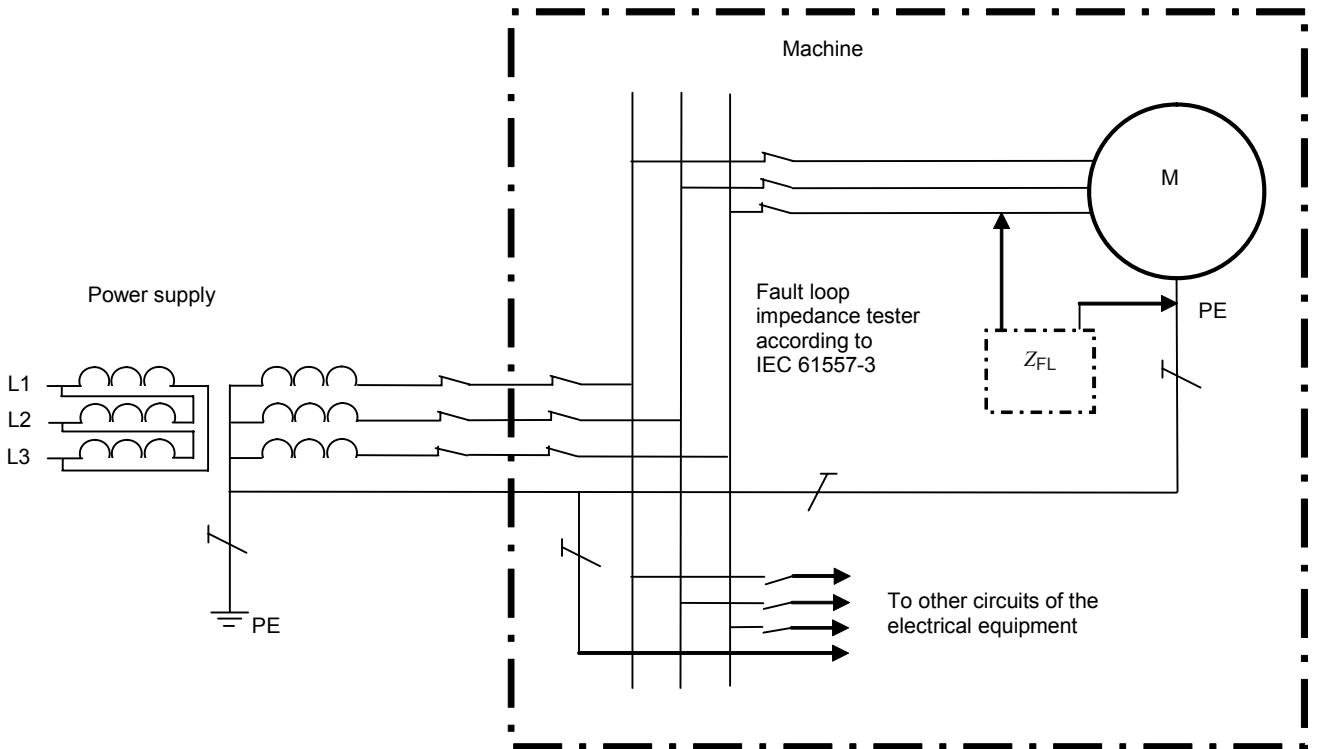 Machine
M
Power supply
Fault loop
impedance tester
according to
IEC 61557-3
PE
ZFL
L1
L2
L3
To other circuits of the
electrical equipment
PE